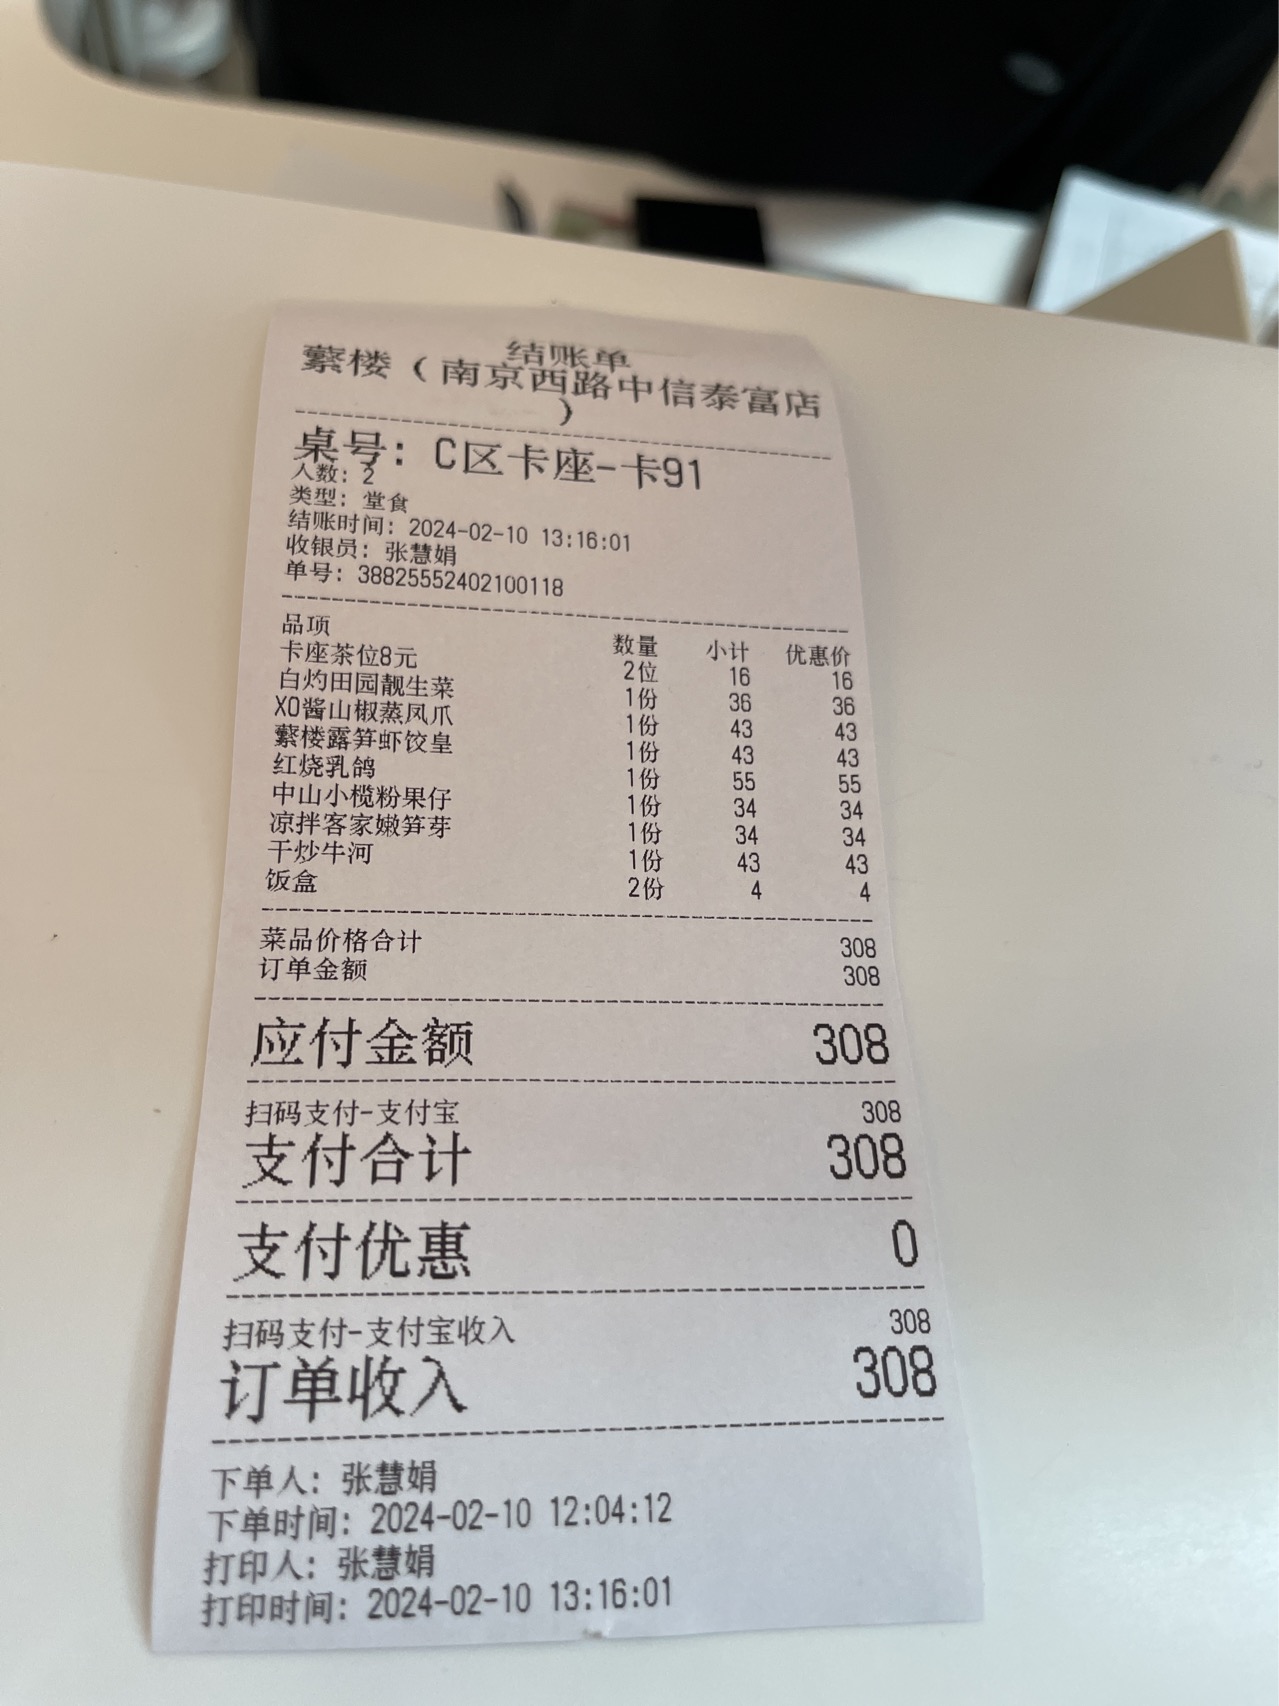 结账单
蘩楼（南京西路中信泰富店
）
桌号：C区卡座-卡91
人数：2
类型：堂食
结账时间：2024-02-10 13:16:01
收银员：张慧娟
单号：38825552402100118
品项 数量 小计 优惠价
卡座茶位8元 2位 16 16
白灼田园靓生菜 1份 36 36
XO酱山椒蒸凤爪 1份 43 43
蘩楼露笋虾饺皇 1份 43 43
红烧乳鸽 1份 55 55
中山小榄粉果仔 1份 34 34
凉拌客家嫩笋芽 1份 34 34
干炒牛河 1份 43 43
饭盒 2份 4 4
菜品价格合计 308
订单金额 308
应付金额 308
扫码支付-支付宝 308
支付合计 308
支付优惠 0
扫码支付-支付宝收入 308
订单收入 308
下单人：张慧娟
下单时间：2024-02-10 12:04:12
打印人：张慧娟
打印时间：2024-02-10 13:16:01